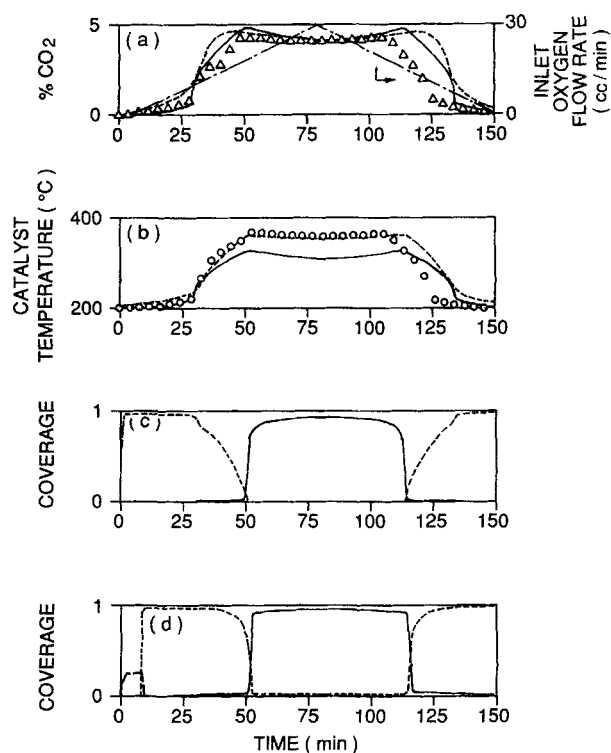 5
(a)
30
% CO2
INLET
OXYGEN
FLOW RATE
(cc/min)
0
0
0 25 50 75 100 125 150
CATALYST
TEMPERATURE (°C)
400
(b)
300
200
0 25 50 75 100 125 150
COVERAGE
1
(c)
0
0 25 50 75 100 125 150
COVERAGE
1
(d)
0
0 25 50 75 100 125 150
TIME (min)